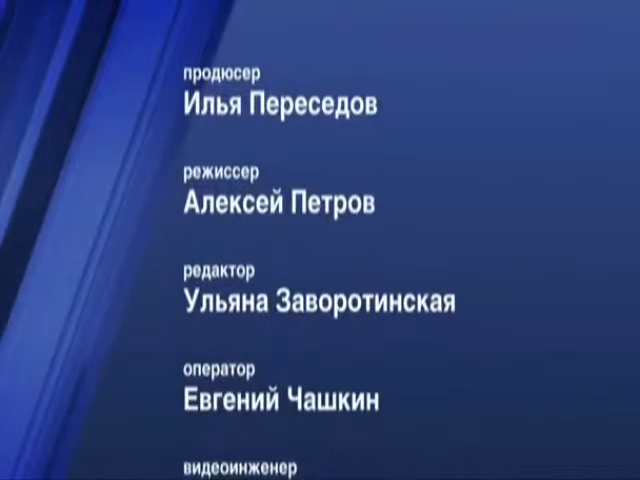 продюсер
Илья Переседов
режиссер
Алексей Петров
редактор
Ульяна Заворотинская
оператор
Евгений Чашкин
видеоинженер